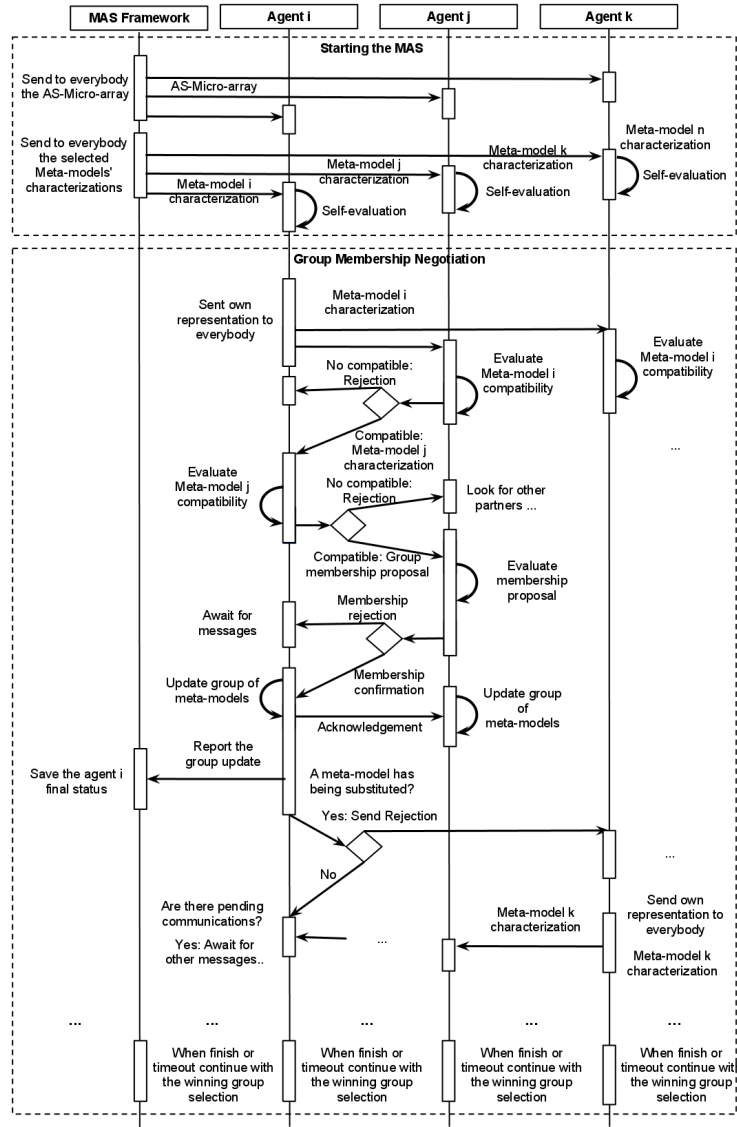 MAS Framework
Agent i
Agent j
Agent k
Starting the MAS
Send to everybody
the AS-Micro-array
AS-Micro-array
Send to everybody
the selected
Meta-models'
characterizations
Meta-model i
characterization
Meta-model j
characterization
Meta-model k
characterization
Meta-model n
characterization
Self-evaluation
Self-evaluation
Self-evaluation
Group Membership Negotiation
Sent own
representation to
everybody
Meta-model i
characterization
Evaluate
Meta-model i
compatibility
Evaluate
Meta-model i
compatibility
No compatible:
Rejection
...
Compatible:
Meta-model j
characterization
Evaluate
Meta-model j
compatibility
No compatible:
Rejection
Look for other
partners ...
Compatible: Group
membership proposal
Evaluate
membership
proposal
Await for
messages
Membership
rejection
Membership
confirmation
Update group of
meta-models
Update group
of
meta-models
Acknowledgement
Report the
group update
Save the agent i
final status
A meta-model has
being substituted?
Yes: Send Rejection
...
No
Are there pending
communications?
Yes: Await for
other messages..
...
Meta-model k
characterization
Send own
representation to
everybody
Meta-model k
characterization
...
...
...
...
...
When finish or
timeout continue with
the winning group
selection
When finish or
timeout continue with
the winning group
selection
When finish or
timeout continue with
the winning group
selection
When finish or
timeout continue with
the winning group
selection